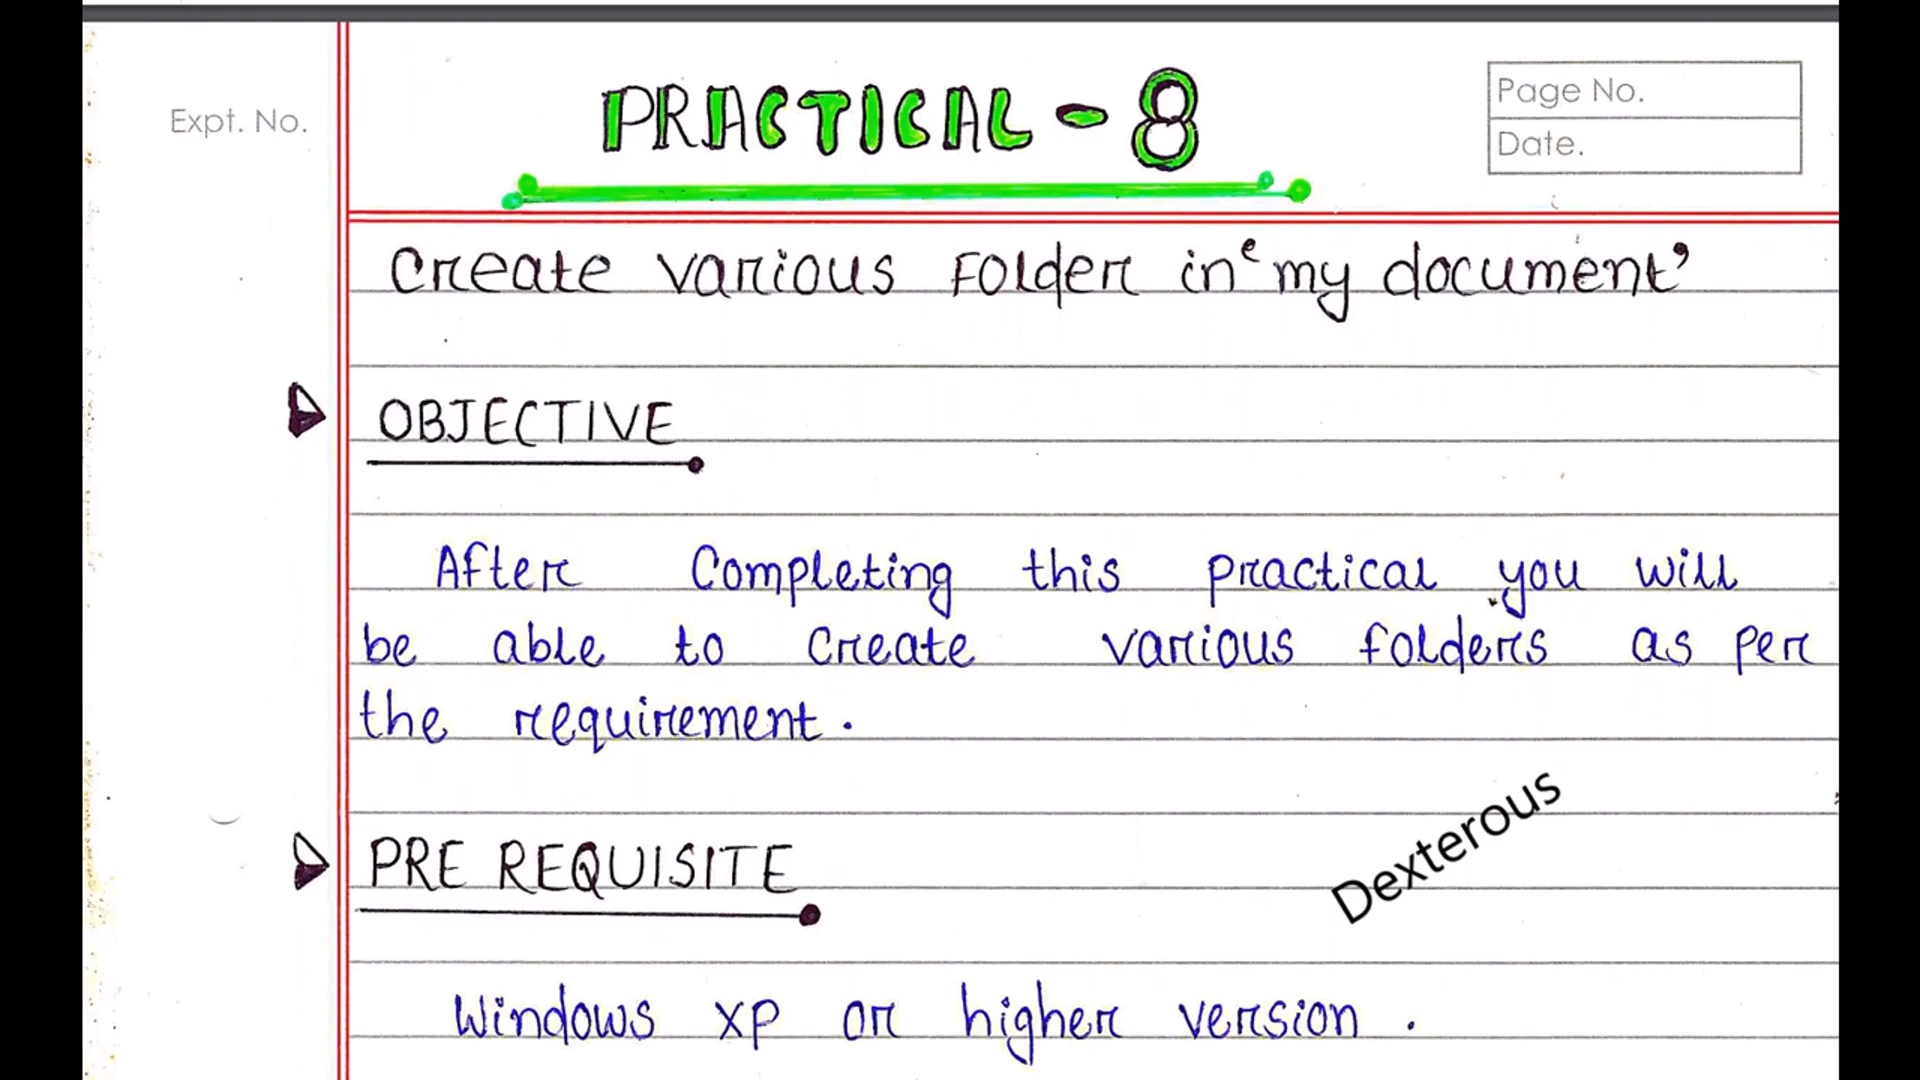 Expt. No.
PRACTICAL - 8
Page No.
Date.
Create various Folder in ‘my document’
OBJECTIVE
After Completing this practical you will
be able to create various folders as per
the requirement.
Dexterous
PRE REQUISITE
Windows xp or higher version.